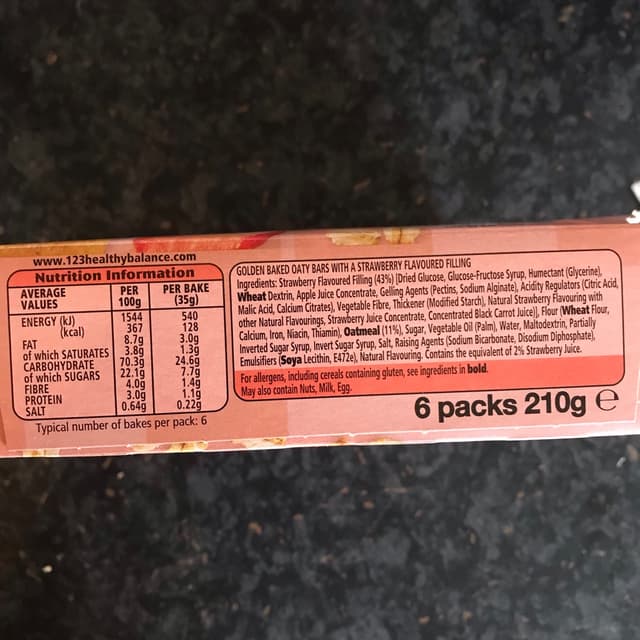 www.123healthybalance.com
Nutrition Information
AVERAGE VALUES PER 100g PER BAKE (35g)
ENERGY (kJ) 1544 540
(kcal) 367 128
FAT 8.7g 3.0g
of which SATURATES 3.8g 1.3g
CARBOHYDRATE 70.3g 24.6g
of which SUGARS 22.1g 7.7g
FIBRE 4.0g 1.4g
PROTEIN 3.0g 1.1g
SALT 0.64g 0.22g
Typical number of bakes per pack: 6
GOLDEN BAKED OATY BARS WITH A STRAWBERRY FLAVOURED FILLING
Ingredients: Strawberry Flavoured Filling (43%) [Dried Glucose, Glucose-Fructose Syrup, Humectant (Glycerine),
Wheat Dextrin, Apple Juice Concentrate, Gelling Agents (Pectins, Sodium Alginate), Acidity Regulators (Citric Acid,
Malic Acid, Calcium Citrates), Vegetable Fibre, Thickener (Modified Starch), Natural Strawberry Flavouring with
other Natural Flavourings, Strawberry Juice Concentrate, Concentrated Black Carrot Juice)], Flour (Wheat Flour,
Calcium, Iron, Niacin, Thiamin), Oatmeal (11%), Sugar, Vegetable Oil (Palm), Water, Maltodextrin, Partially
Inverted Sugar Syrup, Invert Sugar Syrup, Salt, Raising Agents (Sodium Bicarbonate, Disodium Diphosphate),
Emulsifiers (Soya Lecithin, E472e), Natural Flavouring. Contains the equivalent of 2% Strawberry Juice.
For allergens, including cereals containing gluten, see ingredients in bold.
May also contain Nuts, Milk, Egg.
6 packs 210g ℮